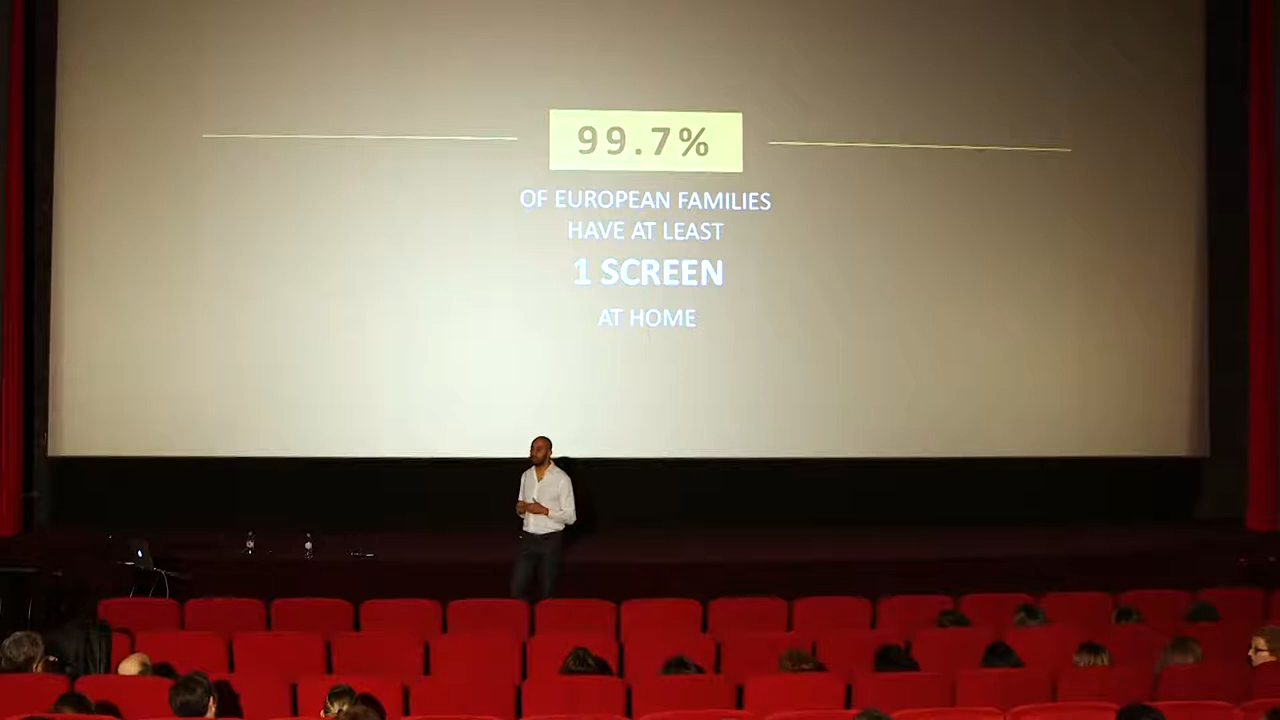 99.7%
OF EUROPEAN FAMILIES
HAVE AT LEAST
1 SCREEN
AT HOME